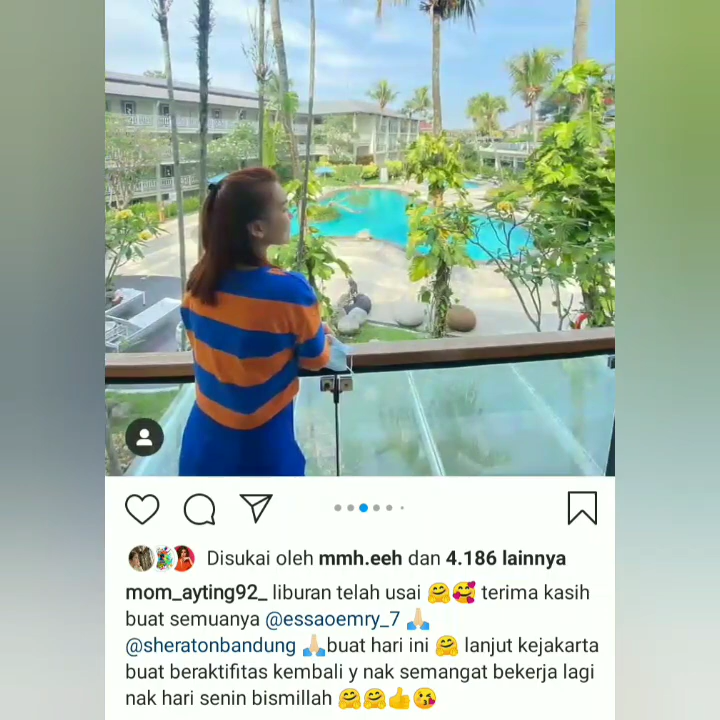 Disukai oleh mmh.eeh dan 4.186 lainnya
mom_ayting92_ liburan telah usai 🤗🥰 terima kasih
buat semuanya @essaoemry_7 🙏🏻
@sheratonbandung 🙏🏻buat hari ini 🤗 lanjut kejakarta
buat beraktifitas kembali y nak semangat bekerja lagi
nak hari senin bismillah 🤗🤗👍😘